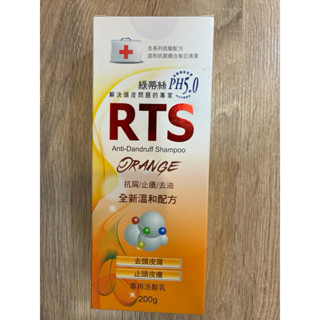 全系列低敏配方
溫和抗菌適合每日清潔
綠蒂絲 PH5.0
解決頭皮問題的專家
RTS
Anti-Dandruff Shampoo
ORANGE
抗屑/止癢/去油
全新溫和配方
去頭皮屑
止頭皮癢
專用洗髮乳
200g